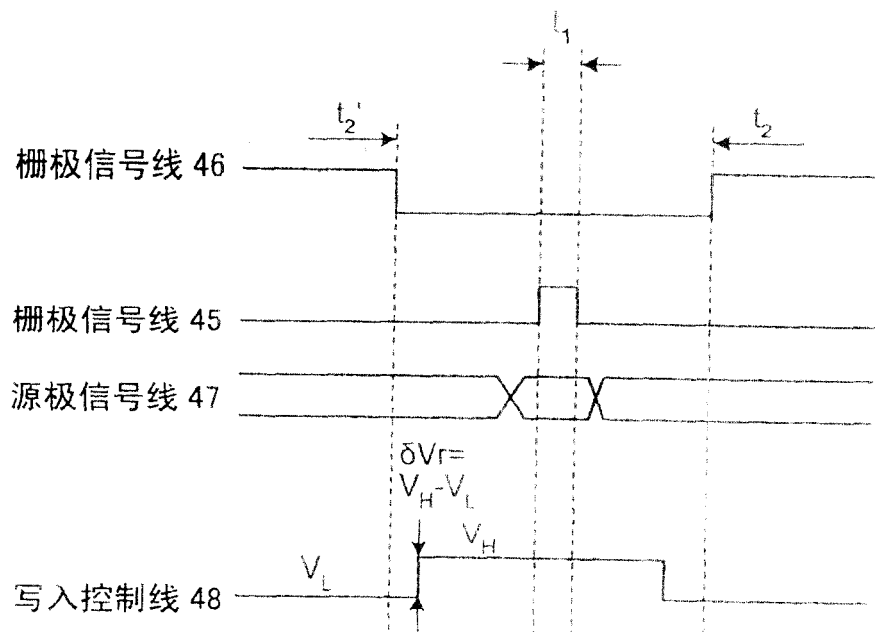 t1
t2'
t2
栅极信号线 46
栅极信号线 45
源极信号线 47
δVr=
VH-VL
VH
VL
写入控制线 48